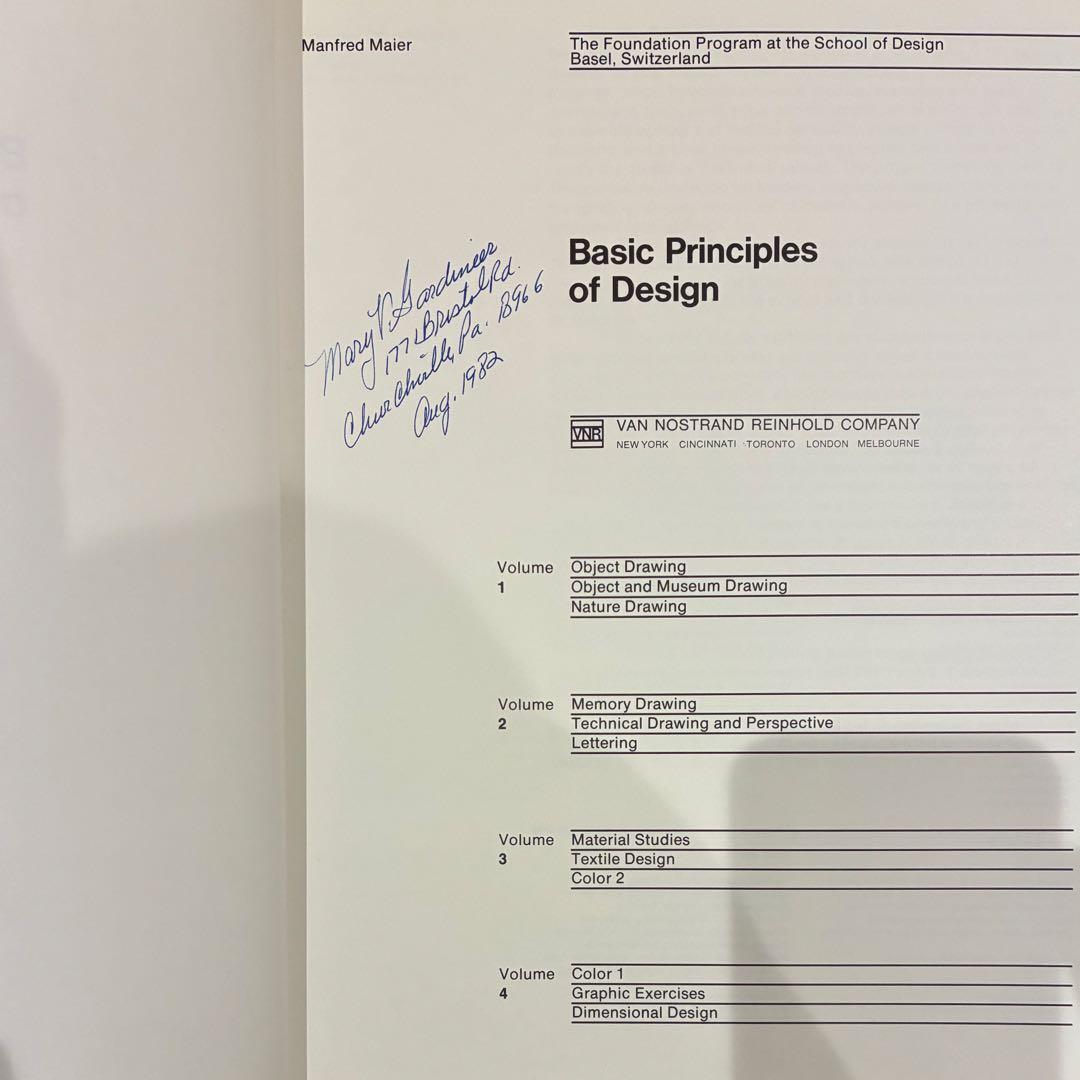 Manfred Maier
The Foundation Program at the School of Design
Basel, Switzerland
Basic Principles
of Design
Mary V. Gardineer
1771 Bristol Rd.
Churchville, Pa. 18966
Aug. 1982
VNR
VAN NOSTRAND REINHOLD COMPANY
NEW YORK CINCINNATI TORONTO LONDON MELBOURNE
Volume
1
Object Drawing
Object and Museum Drawing
Nature Drawing
Volume
2
Memory Drawing
Technical Drawing and Perspective
Lettering
Volume
3
Material Studies
Textile Design
Color 2
Volume
4
Color 1
Graphic Exercises
Dimensional Design